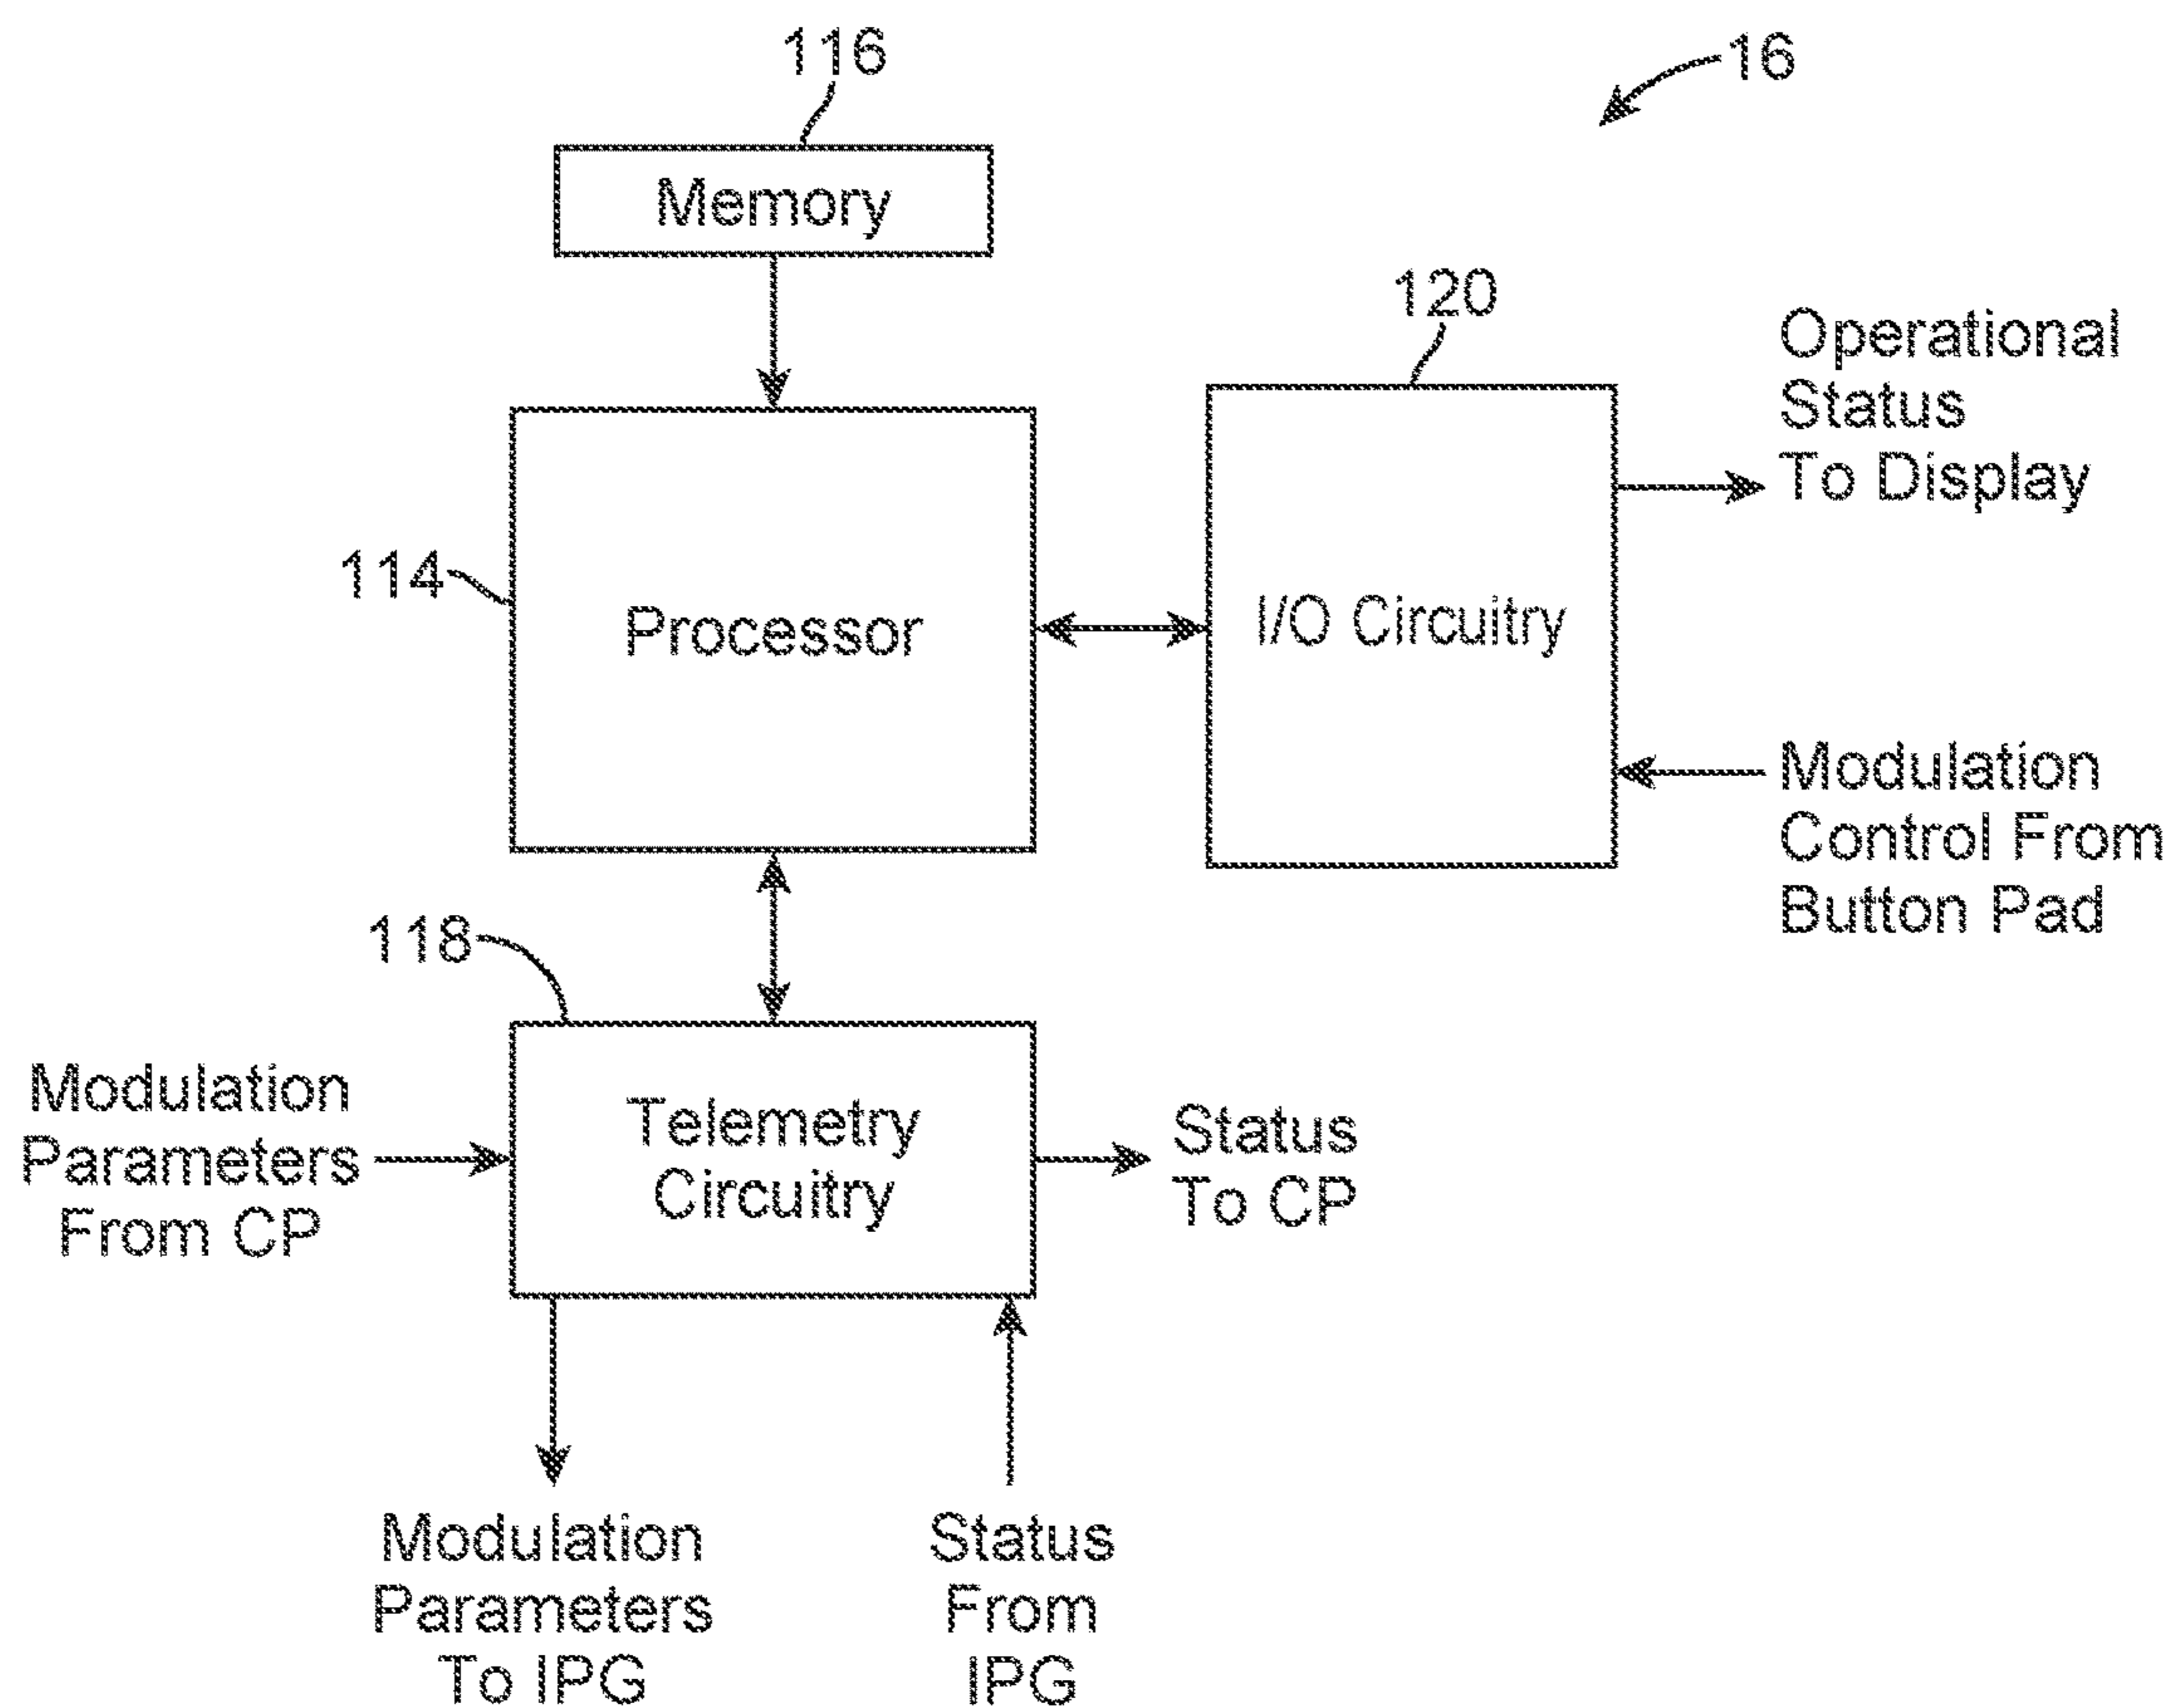 116
16
Memory
120
Operational
Status
To Display
114
Processor
I/O Circuitry
Modulation
Control From
Button Pad
118
Modulation
Parameters
From CP
Telemetry
Circuitry
Status
To CP
Modulation
Parameters
To IPG
Status
From
IPG